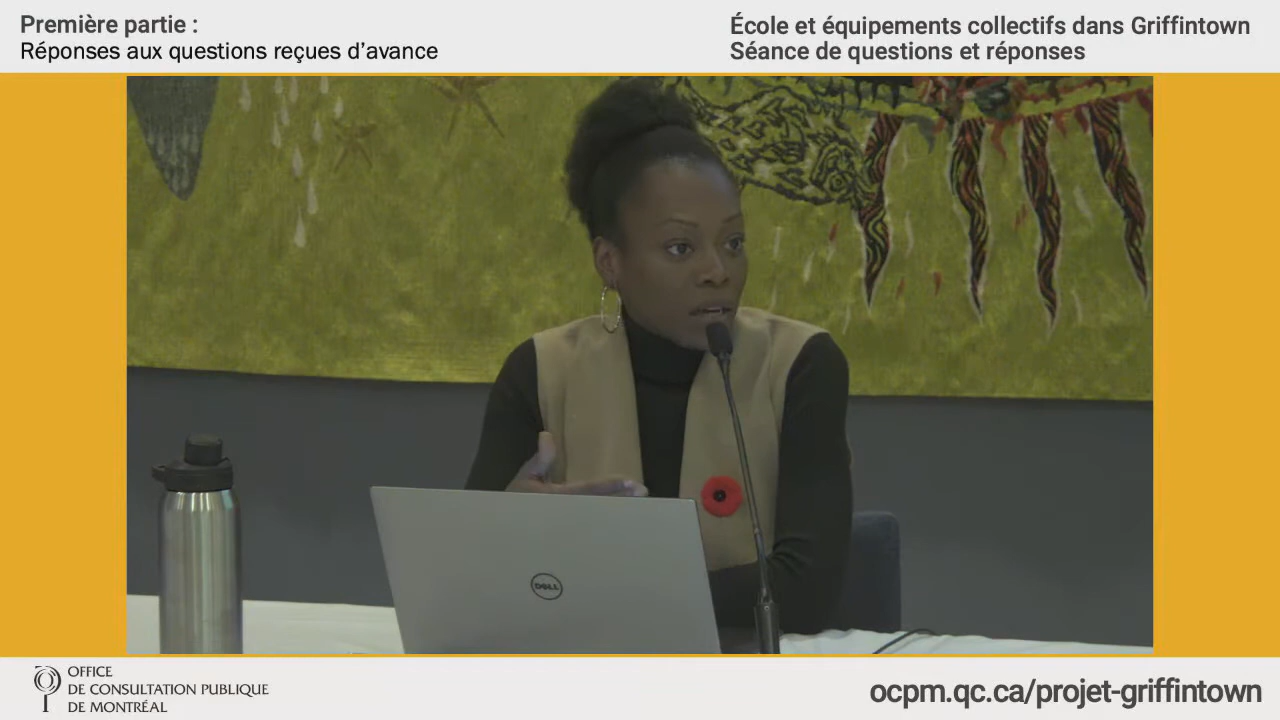 Première partie :
Réponses aux questions reçues d'avance
École et équipements collectifs dans Griffintown
Séance de questions et réponses
DELL
OFFICE
DE CONSULTATION PUBLIQUE
DE MONTRÉAL
ocpm.qc.ca/projet-griffintown